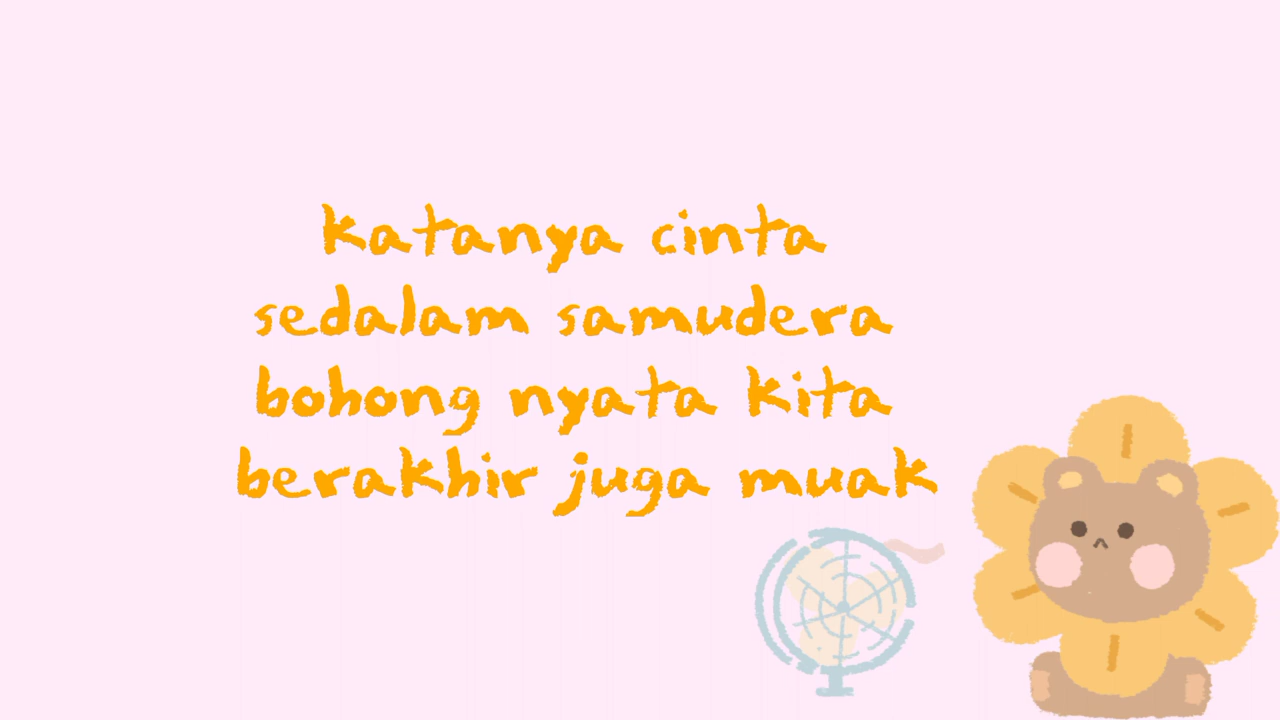 katanya cinta
sedalam samudera
bohong nyata kita
berakhir juga muak